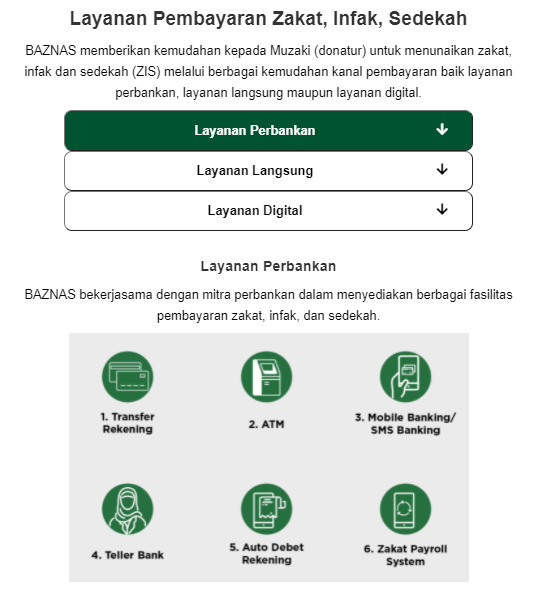 Layanan Pembayaran Zakat, Infak, Sedekah
BAZNAS memberikan kemudahan kepada Muzaki (donatur) untuk menunaikan zakat,
infak dan sedekah (ZIS) melalui berbagai kemudahan kanal pembayaran baik layanan
perbankan, layanan langsung maupun layanan digital.
Layanan Perbankan
Layanan Langsung
Layanan Digital
Layanan Perbankan
BAZNAS bekerjasama dengan mitra perbankan dalam menyediakan berbagai fasilitas
pembayaran zakat, infak, dan sedekah.
1. Transfer
Rekening
2. ATM
3. Mobile Banking/
SMS Banking
4. Teller Bank
5. Auto Debet
Rekening
6. Zakat Payroll
System